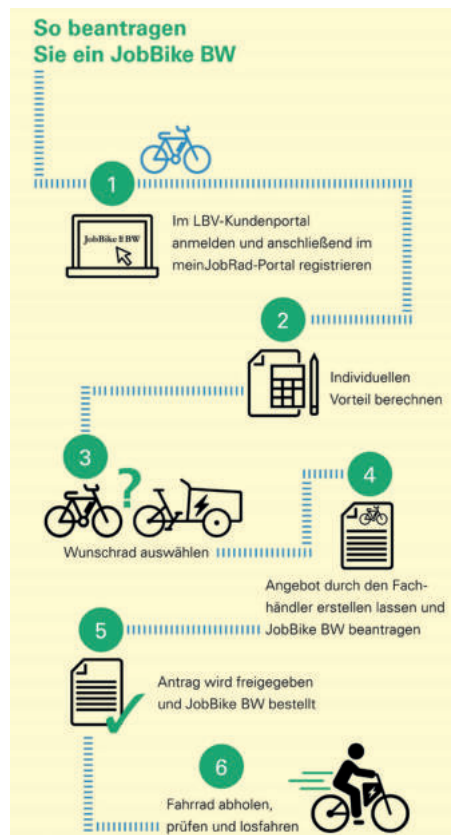 So beantragen
Sie ein JobBike BW
1
JobBike BW
Im LBV-Kundenportal
anmelden und anschließend im
meinJobRad-Portal registrieren
2
Individuellen
Vorteil berechnen
3
?
Wunschrad auswählen
4
Angebot durch den Fach-
händler erstellen lassen und
JobBike BW beantragen
5
Antrag wird freigegeben
und JobBike BW bestellt
6
Fahrrad abholen,
prüfen und losfahren